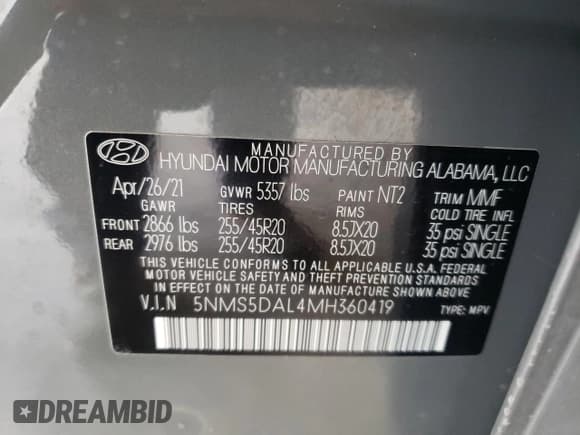 MANUFACTURED BY
HYUNDAI MOTOR MANUFACTURING ALABAMA, LLC
Apr/26/21 GVWR 5357 lbs PAINT NT2 TRIM MMF
GAWR TIRES RIMS COLD TIRE INFL
FRONT 2866 lbs 255/45R20 8.5JX20 35 psi SINGLE
REAR 2976 lbs 255/45R20 8.5JX20 35 psi SINGLE
THIS VEHICLE CONFORMS TO ALL APPLICABLE U.S.A. FEDERAL
MOTOR VEHICLE SAFETY AND THEFT PREVENTION STANDARDS
IN EFFECT ON THE DATE OF MANUFACTURE SHOWN ABOVE.
V.I.N 5NMS5DAL4MH360419 TYPE: MPV
DREAMBID